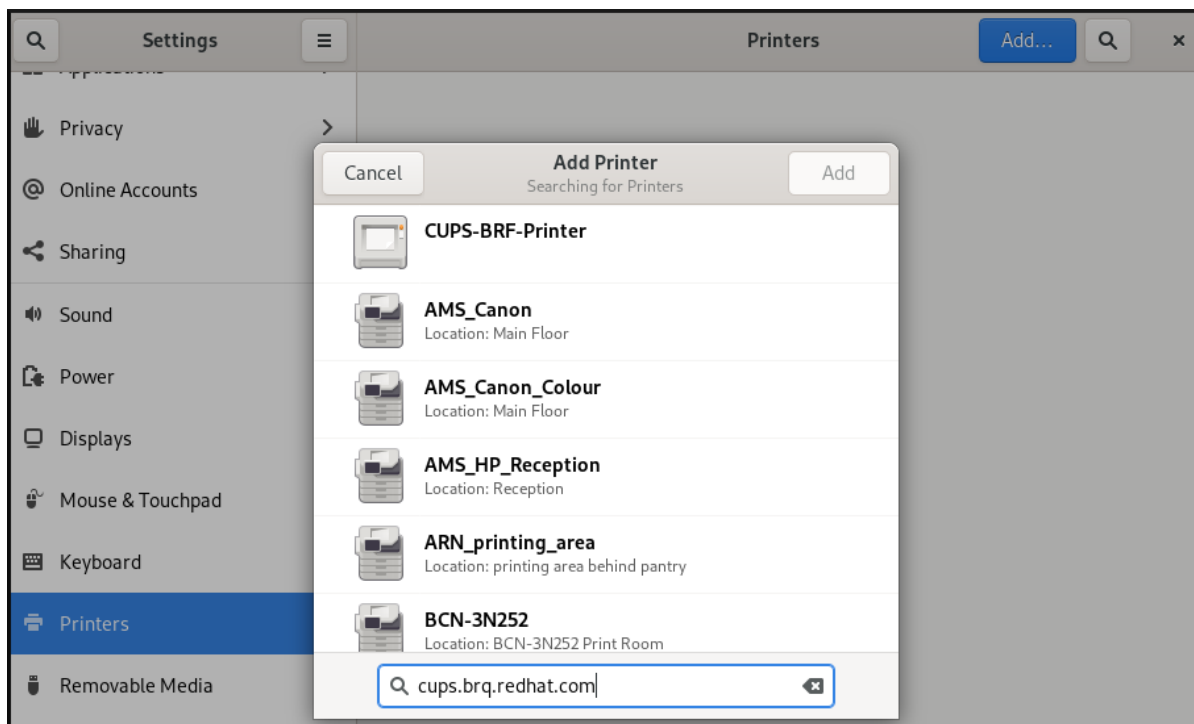 Settings
Printers
Add...
Applications
Privacy
Online Accounts
Sharing
Sound
Power
Displays
Mouse & Touchpad
Keyboard
Printers
Removable Media
Cancel
Add Printer
Searching for Printers
Add
CUPS-BRF-Printer
AMS_Canon
Location: Main Floor
AMS_Canon_Colour
Location: Main Floor
AMS_HP_Reception
Location: Reception
ARN_printing_area
Location: printing area behind pantry
BCN-3N252
Location: BCN-3N252 Print Room
cups.brq.redhat.com